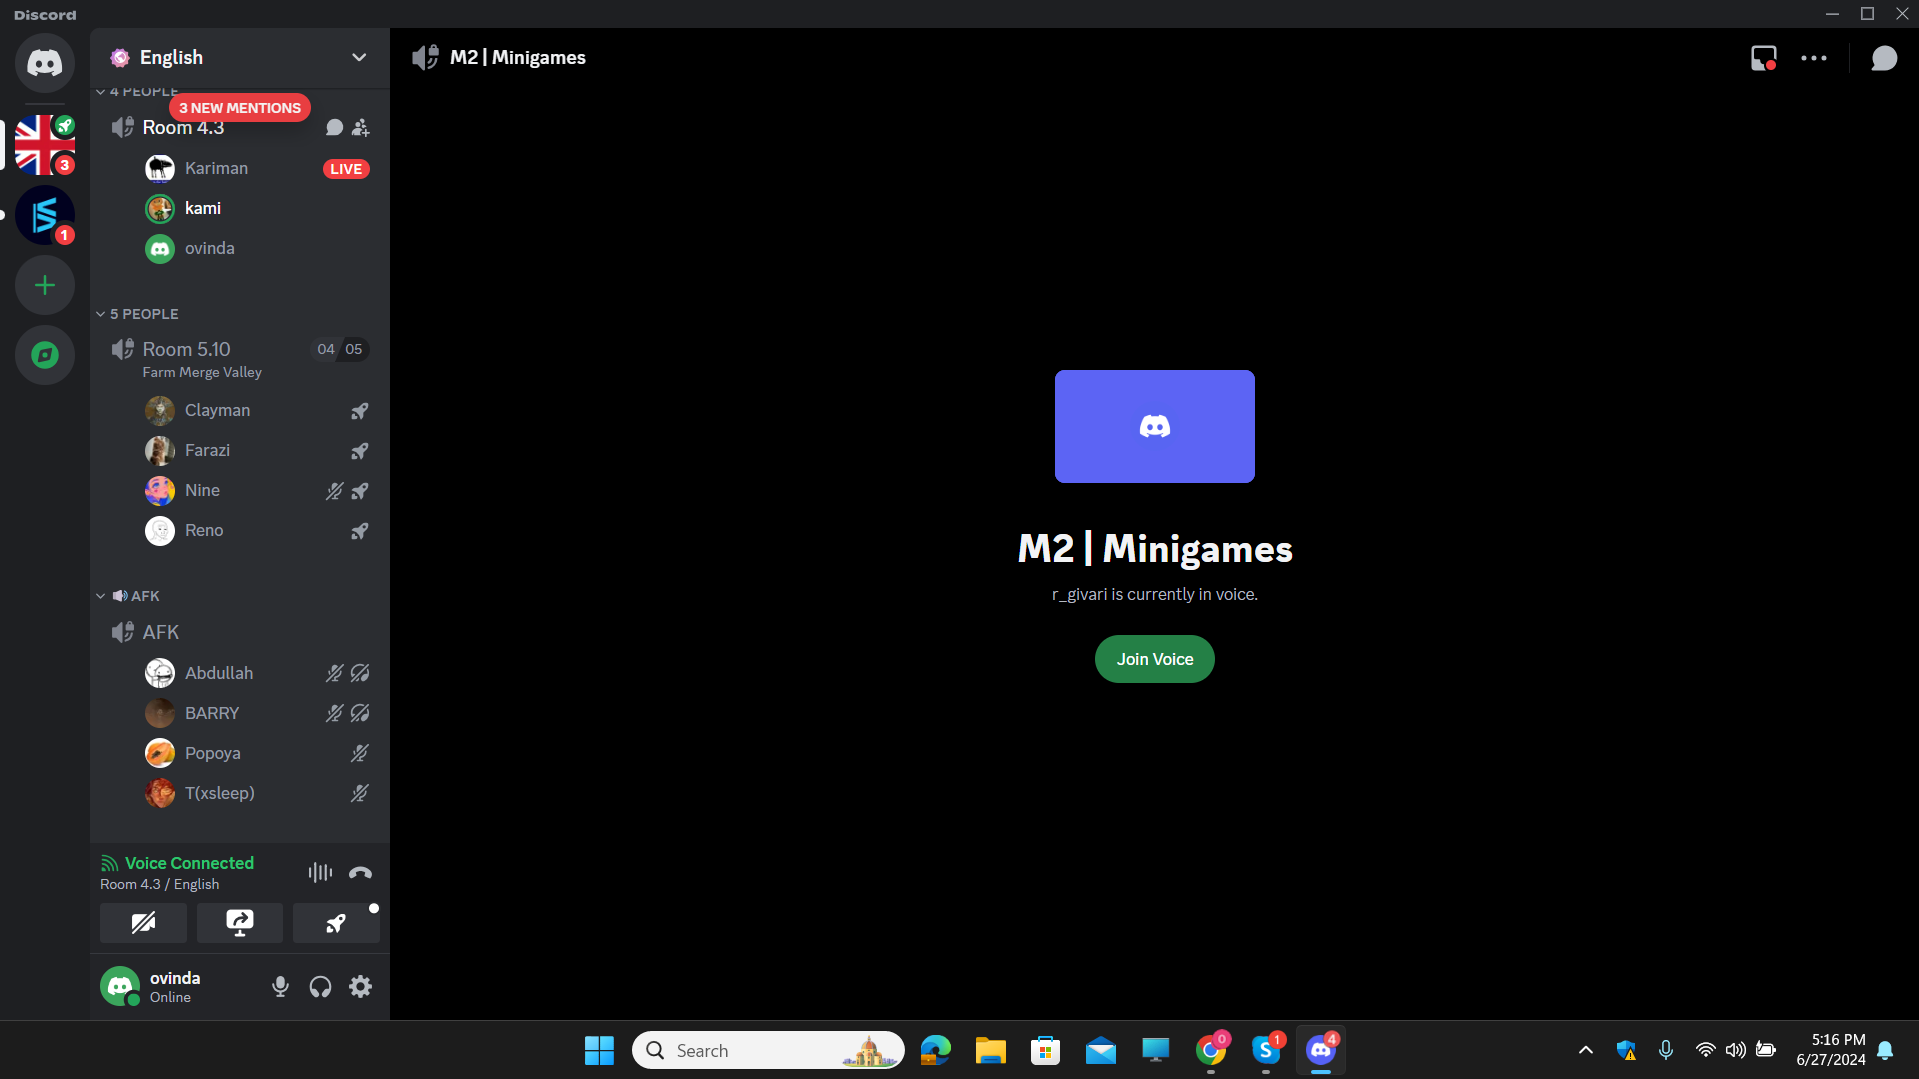 Discord
English
M2 | Minigames
4 PEOPLE
3 NEW MENTIONS
Room 4.3
Kariman
LIVE
kami
ovinda
3
1
5 PEOPLE
Room 5.10
04 05
Farm Merge Valley
Clayman
Farazi
Nine
Reno
AFK
AFK
Abdullah
BARRY
Popoya
T(xsleep)
M2 | Minigames
r_givari is currently in voice.
Join Voice
Voice Connected
Room 4.3 / English
ovinda
Online
Search
0
S
1
4
5:16 PM
6/27/2024